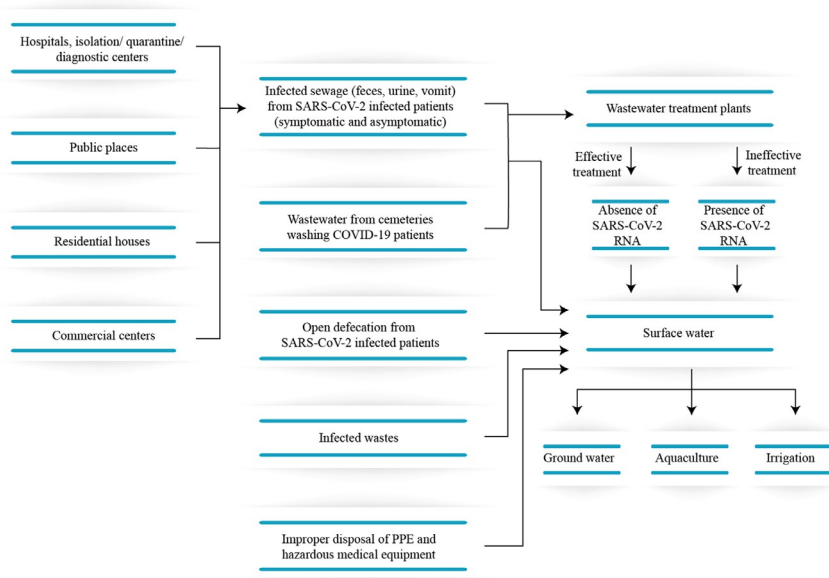 Hospitals, isolation/ quarantine/
diagnostic centers
Public places
Residential houses
Commercial centers
Infected sewage (feces, urine, vomit)
from SARS-CoV-2 infected patients
(symptomatic and asymptomatic)
Wastewater from cemeteries
washing COVID-19 patients
Open defecation from
SARS-CoV-2 infected patients
Infected wastes
Improper disposal of PPE and
hazardous medical equipment
Wastewater treatment plants
Effective
treatment
Ineffective
treatment
Absence of
SARS-CoV-2
RNA
Presence of
SARS-CoV-2
RNA
Surface water
Ground water
Aquaculture
Irrigation